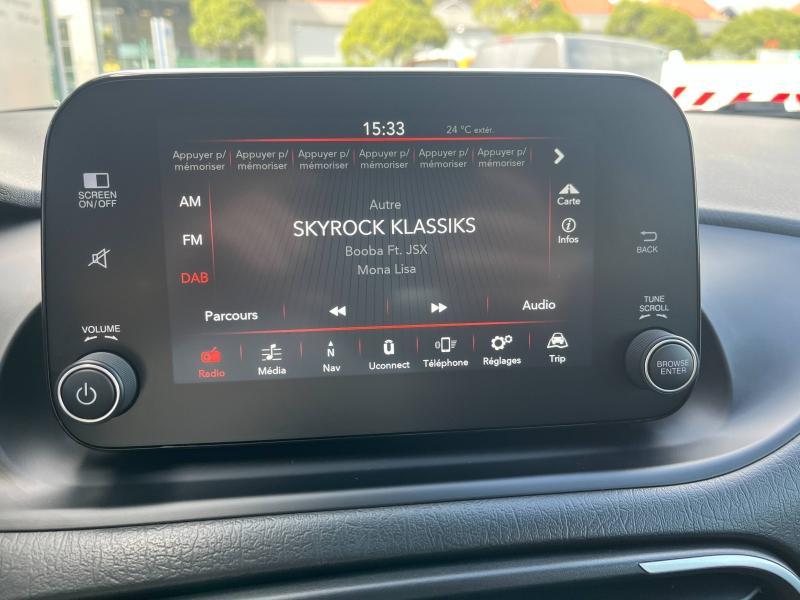 15:33 24 °C extér.
Appuyer p/ Appuyer p/ Appuyer p/ Appuyer p/ Appuyer p/ Appuyer p/
mémoriser mémoriser mémoriser mémoriser mémoriser mémoriser
SCREEN
ON/OFF
AM
FM
DAB
Autre
SKYROCK KLASSIKS
Booba Ft. JSX
Mona Lisa
Carte
Infos
BACK
Parcours Audio
VOLUME
TUNE
SCROLL
Radio Média N Nav Uconnect Téléphone Réglages Trip
BROWSE
ENTER